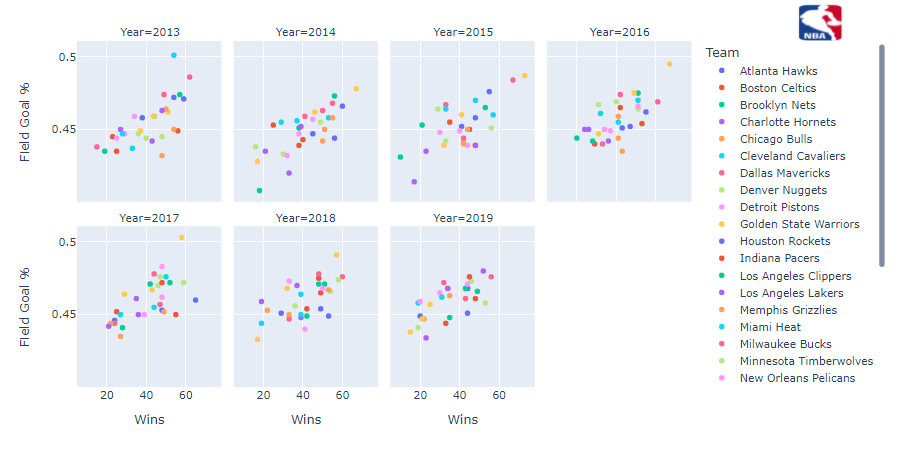 Year=2013
Year=2014
Year=2015
Year=2016
0.5
0.45
Field Goal %
Year=2017
Year=2018
Year=2019
0.5
0.45
Field Goal %
20
40
60
20
40
60
20
40
60
Wins
Wins
Wins
NBA
Team
Atlanta Hawks
Boston Celtics
Brooklyn Nets
Charlotte Hornets
Chicago Bulls
Cleveland Cavaliers
Dallas Mavericks
Denver Nuggets
Detroit Pistons
Golden State Warriors
Houston Rockets
Indiana Pacers
Los Angeles Clippers
Los Angeles Lakers
Memphis Grizzlies
Miami Heat
Milwaukee Bucks
Minnesota Timberwolves
New Orleans Pelicans